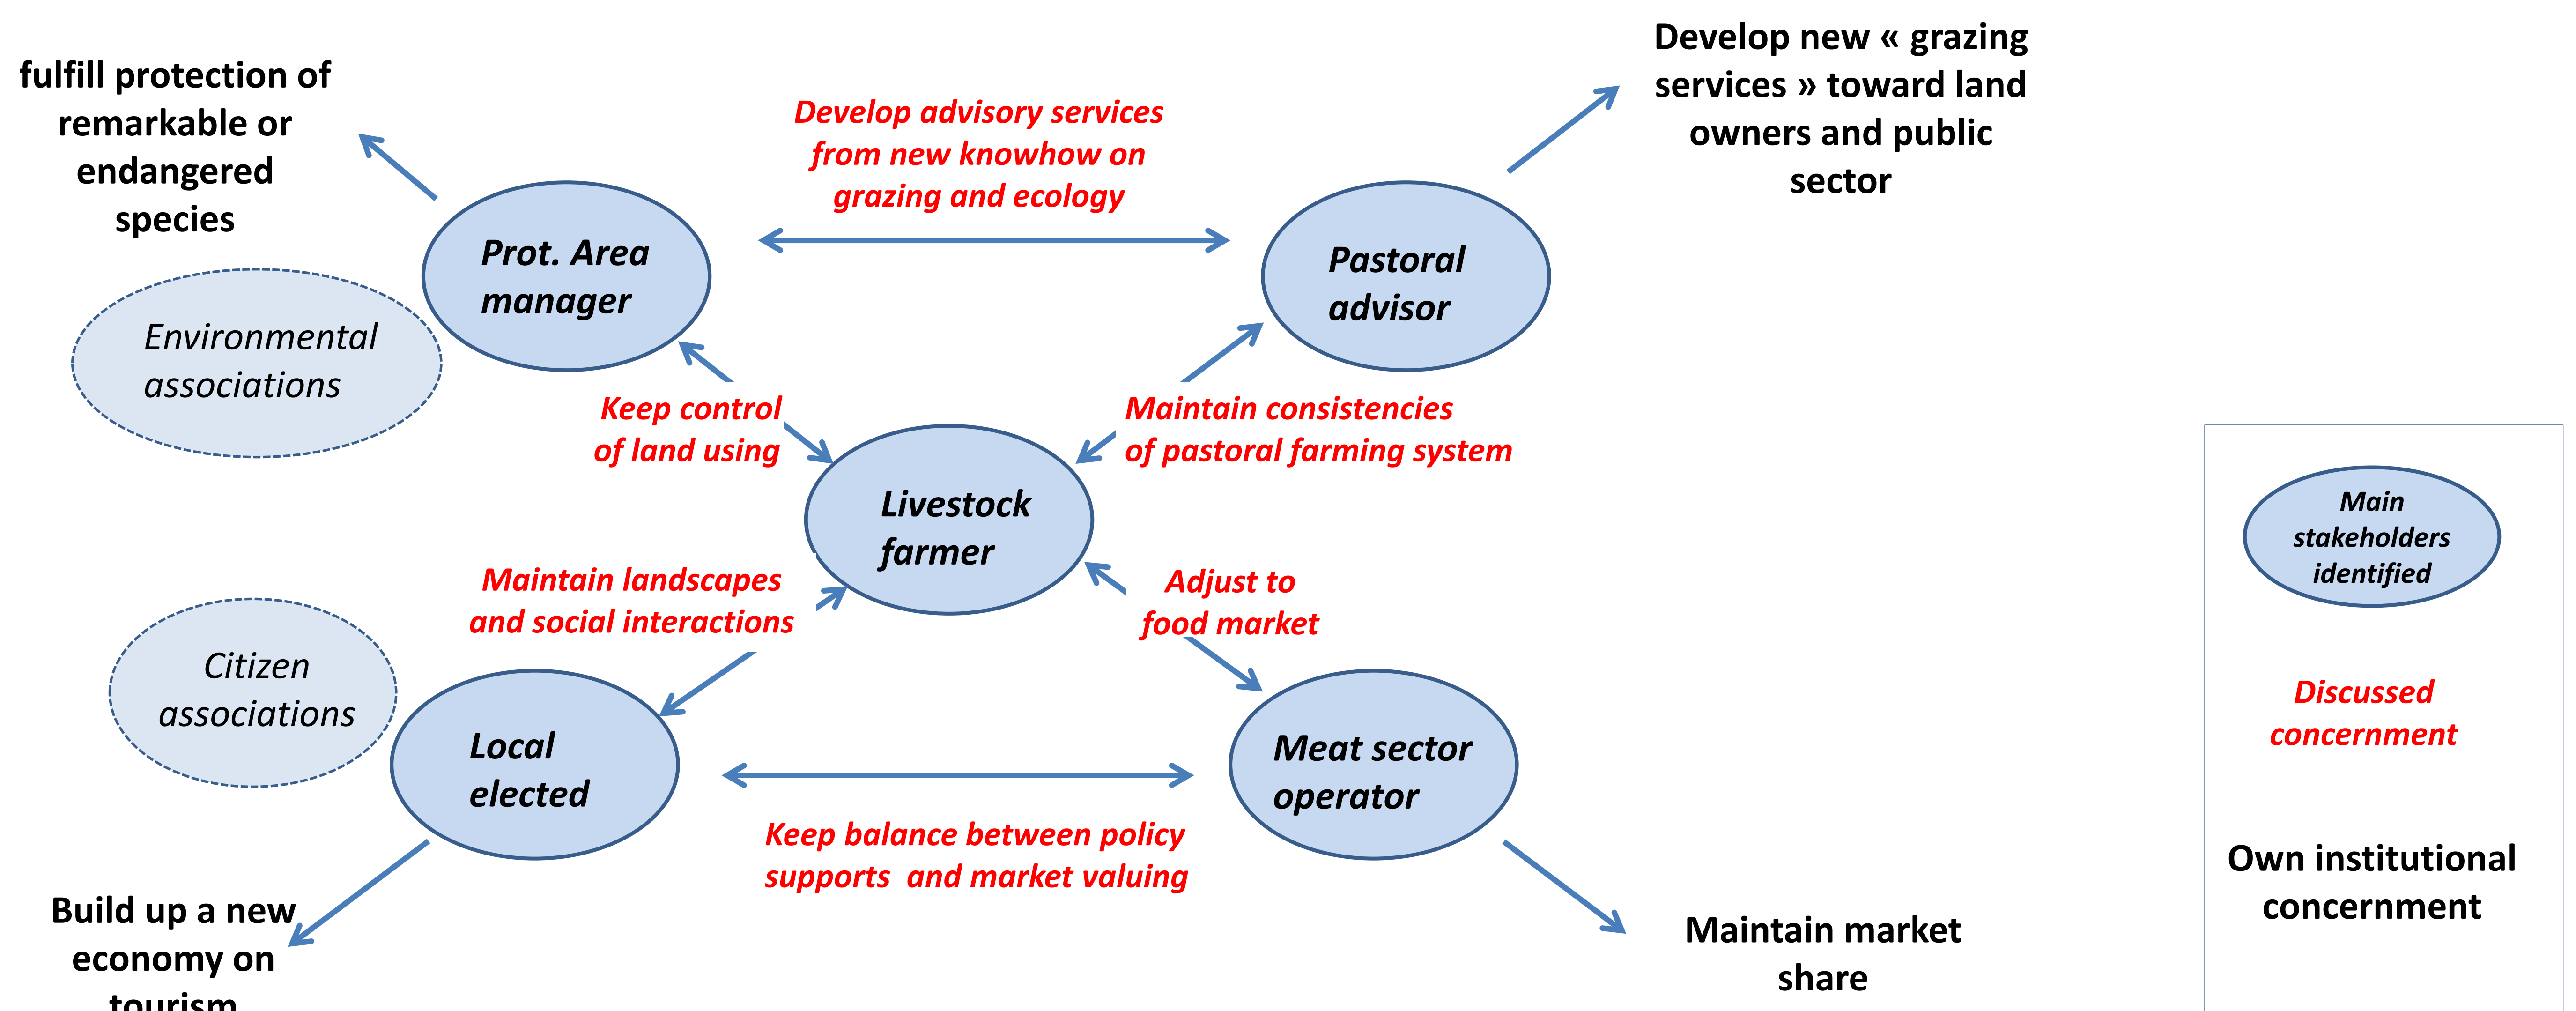 fulfill protection of
remarkable or
endangered
species
Develop advisory services
from new knowhow on
grazing and ecology
Develop new « grazing
services » toward land
owners and public
sector
Prot. Area
manager
Pastoral
advisor
Environmental
associations
Keep control
of land using
Maintain consistencies
of pastoral farming system
Livestock
farmer
Maintain landscapes
and social interactions
Adjust to
food market
Citizen
associations
Local
elected
Meat sector
operator
Keep balance between policy
supports  and market valuing
Build up a new
economy on
tourism
Maintain market
share
Main
stakeholders
identified
Discussed
concernment
Own institutional
concernment